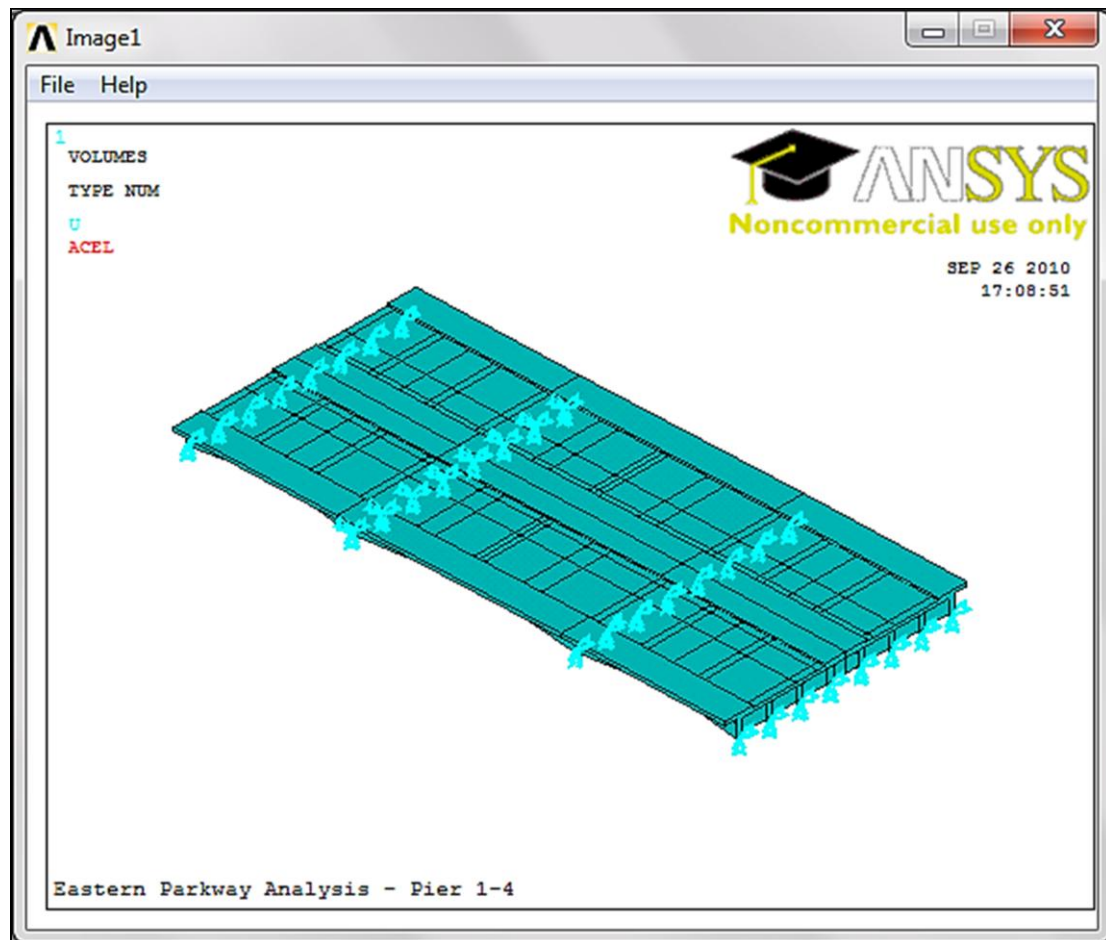 Image1
File Help
1
VOLUMES
TYPE NUM
U
ACEL
ANSYS
Noncommercial use only
SEP 26 2010
17:08:51
Eastern Parkway Analysis - Pier 1-4